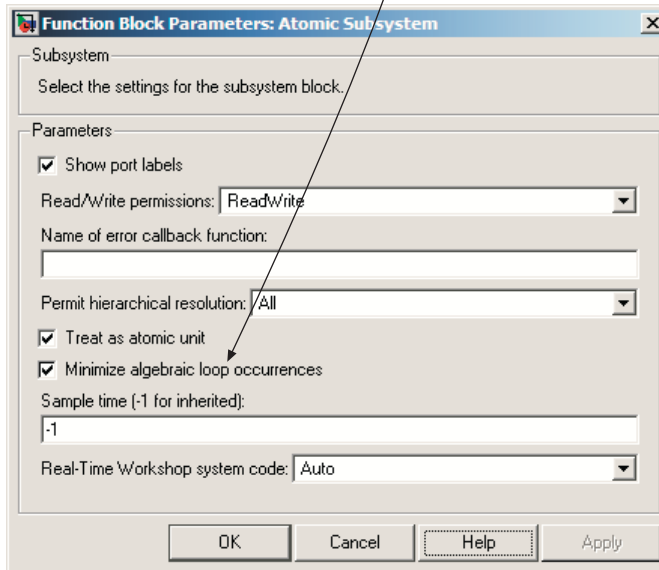 Function Block Parameters: Atomic Subsystem
Subsystem
Select the settings for the subsystem block.
Parameters
Show port labels
Read/Write permissions: ReadWrite
Name of error callback function:
Permit hierarchical resolution: All
Treat as atomic unit
Minimize algebraic loop occurrences
Sample time (-1 for inherited):
-1
Real-Time Workshop system code: Auto
OK Cancel Help Apply